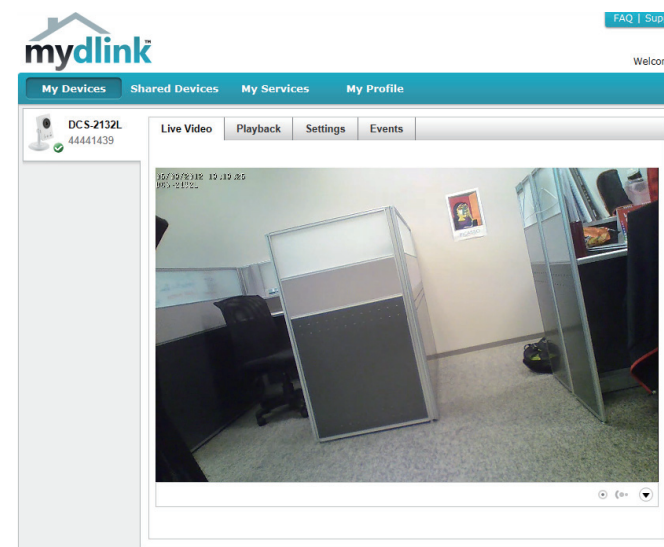 FAQ | Sup
mydlink
Welcor
My Devices Shared Devices My Services My Profile
DCS-2132L
44441439
Live Video Playback Settings Events